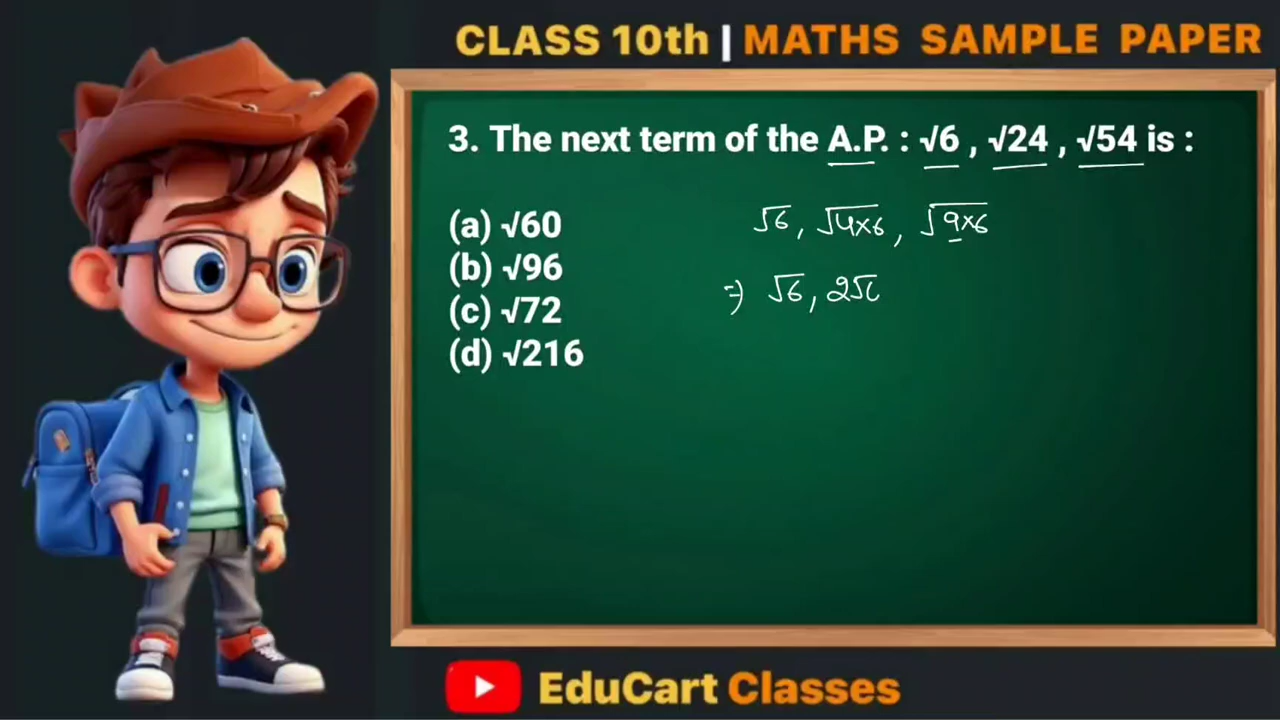 CLASS 10th | MATHS SAMPLE PAPER
3. The next term of the A.P. : √6 , √24 , √54 is :
(a) √60
(b) √96
(c) √72
(d) √216
√6, √4×6, √9×6
=> √6, 2√6
EduCart Classes